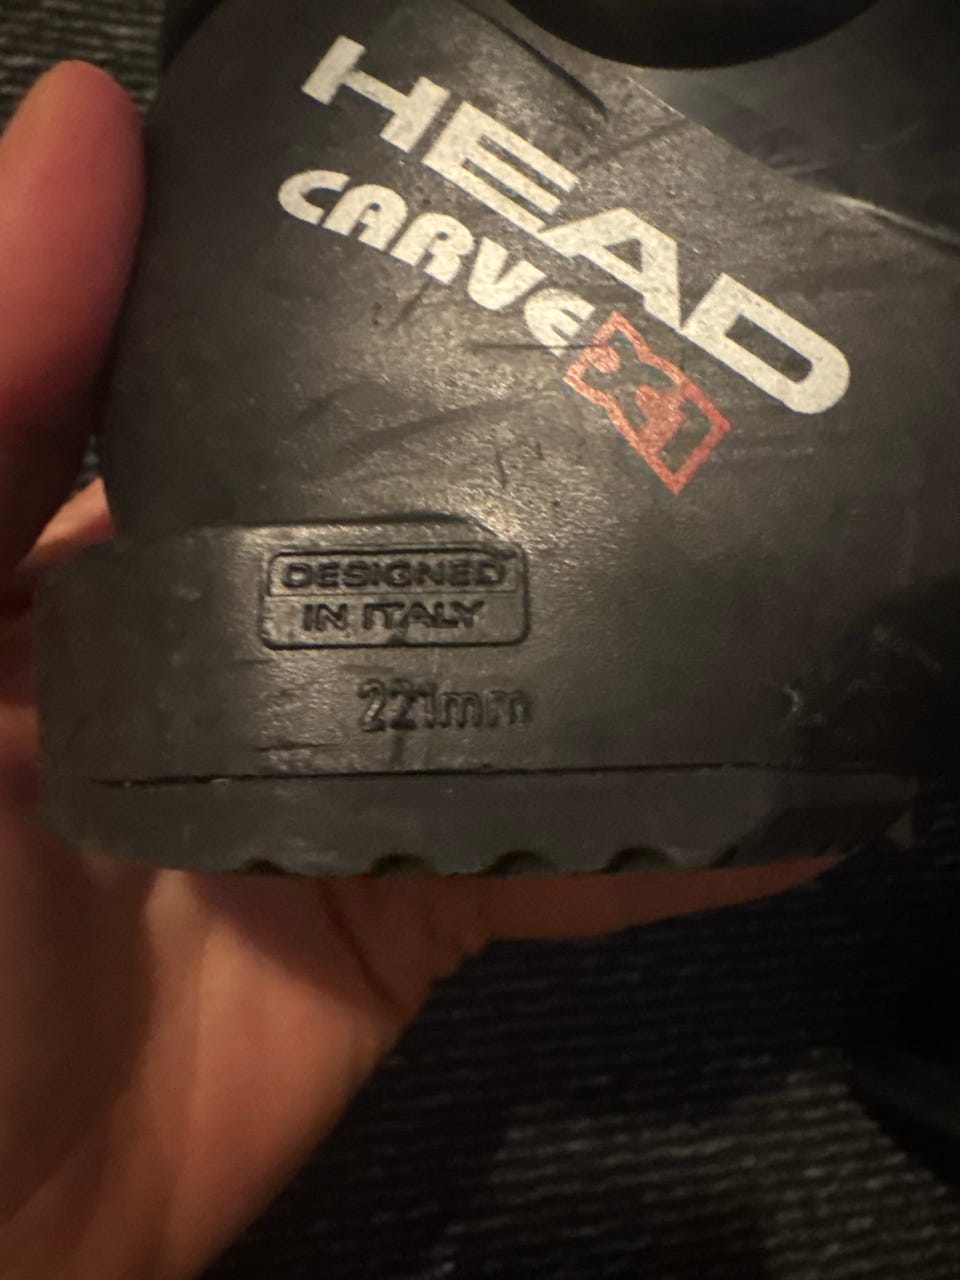 HEAD
CARVE X1
DESIGNED
IN ITALY
221mm